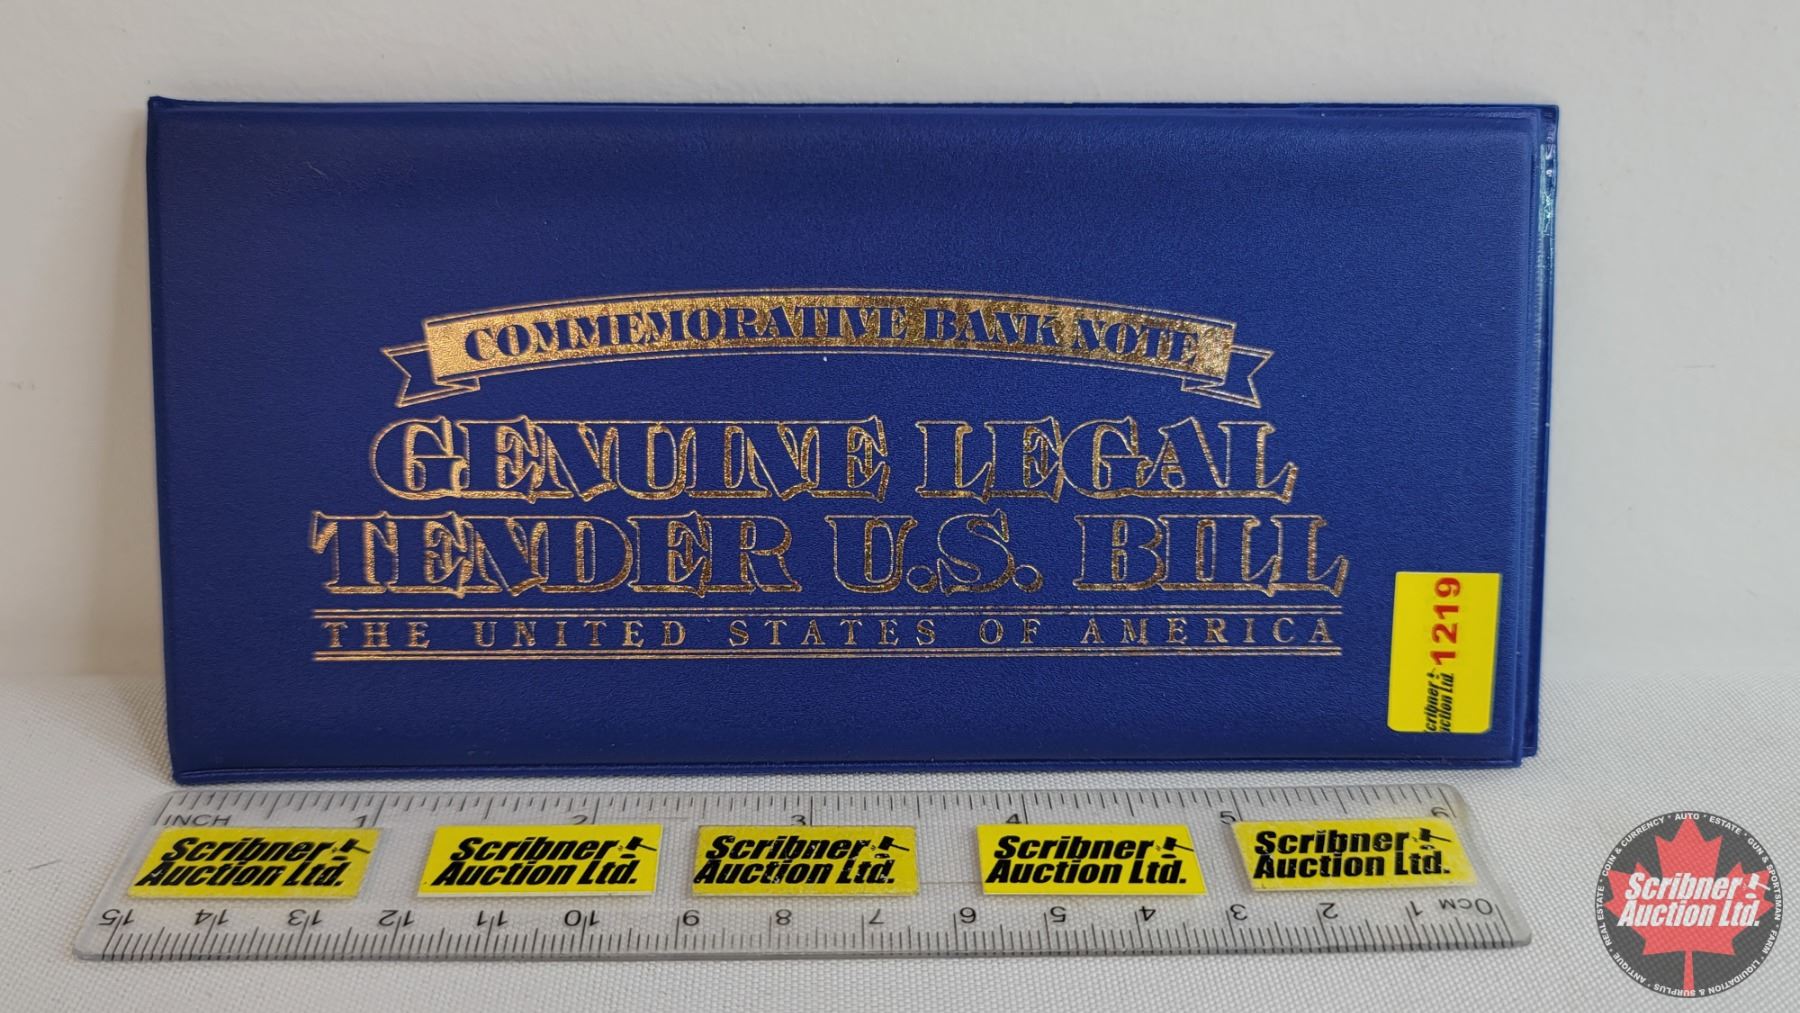 COMMEMORATIVE BANK NOTE
GENUINE LEGAL
TENDER U.S. BILL
THE UNITED STATES OF AMERICA
1219
Scribner
Auction Ltd.
INCH 1 2 3 4 5 6
Scribner
Auction Ltd.
Scribner
Auction Ltd.
Scribner
Auction Ltd.
Scribner
Auction Ltd.
Scribner
Auction Ltd.
15 14 13 12 11 10 9 8 7 6 5 4 3 2 1 0CM
COIN & CURRENCY * AUTO * ESTATE * GUN & SPORTSMAN * FARM * LIQUIDATION & SURPLUS * ANTIQUE * REAL ESTATE *
Scribner
Auction Ltd.